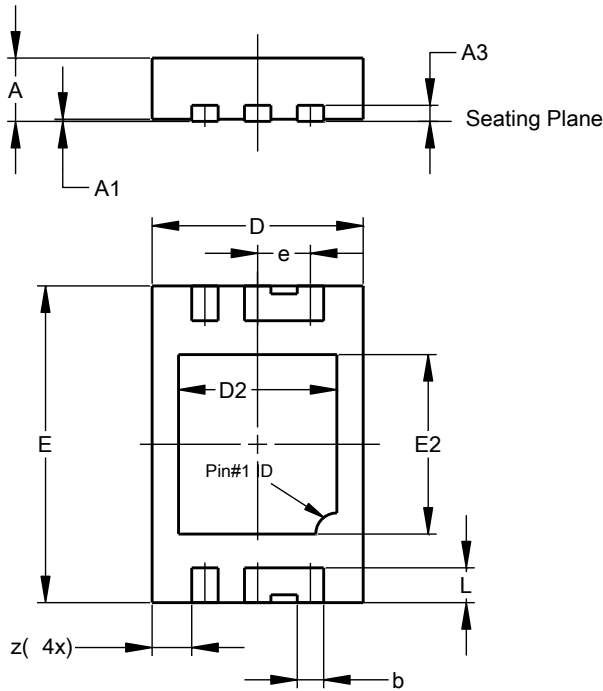 A3
A
Seating Plane
A1
D
e
D2
E
E2
Pin#1 ID
L
z( 4x)
b